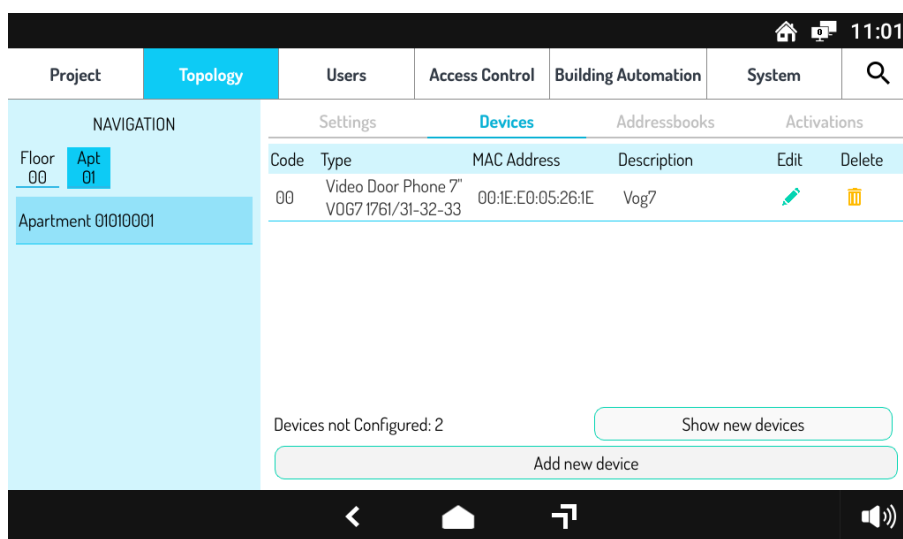 11:01
Project Topology Users Access Control Building Automation System
NAVIGATION Settings Devices Addressbooks Activations
Floor Apt Code Type MAC Address Description Edit Delete
00 01
00 Video Door Phone 7" 00:1E:E0:05:26:1E Vog7
VOG7 1761/31-32-33
Apartment 01010001
Devices not Configured: 2 Show new devices
Add new device